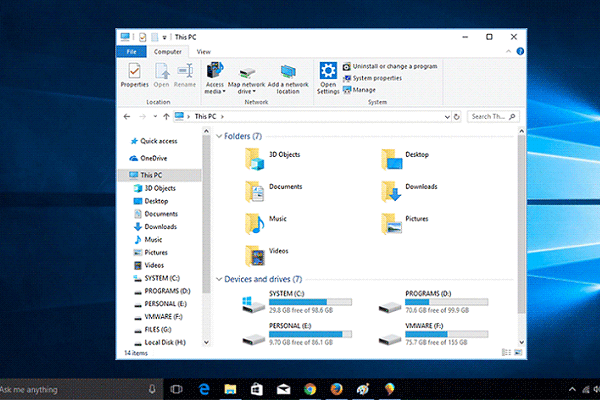 This PC
File Computer View
Properties Open Rename Access media Map network drive Add a network location Open Settings Uninstall or change a program
System properties
Manage
Location Network System
This PC Search Th...
Quick access
OneDrive
This PC
3D Objects
Desktop
Documents
Downloads
Music
Pictures
Videos
SYSTEM (C:)
PROGRAMS (D:)
PERSONAL (E:)
VMWARE (F:)
FILES (G:)
Local Disk (H:)
Folders (7)
3D Objects Desktop
Documents Downloads
Music Pictures
Videos
Devices and drives (7)
SYSTEM (C:) PROGRAMS (D:)
29.8 GB free of 98.6 GB 70.6 GB free of 99.9 GB
PERSONAL (E:) VMWARE (F:)
9.70 GB free of 86.1 GB 75.7 GB free of 155 GB
14 items
Ask me anything